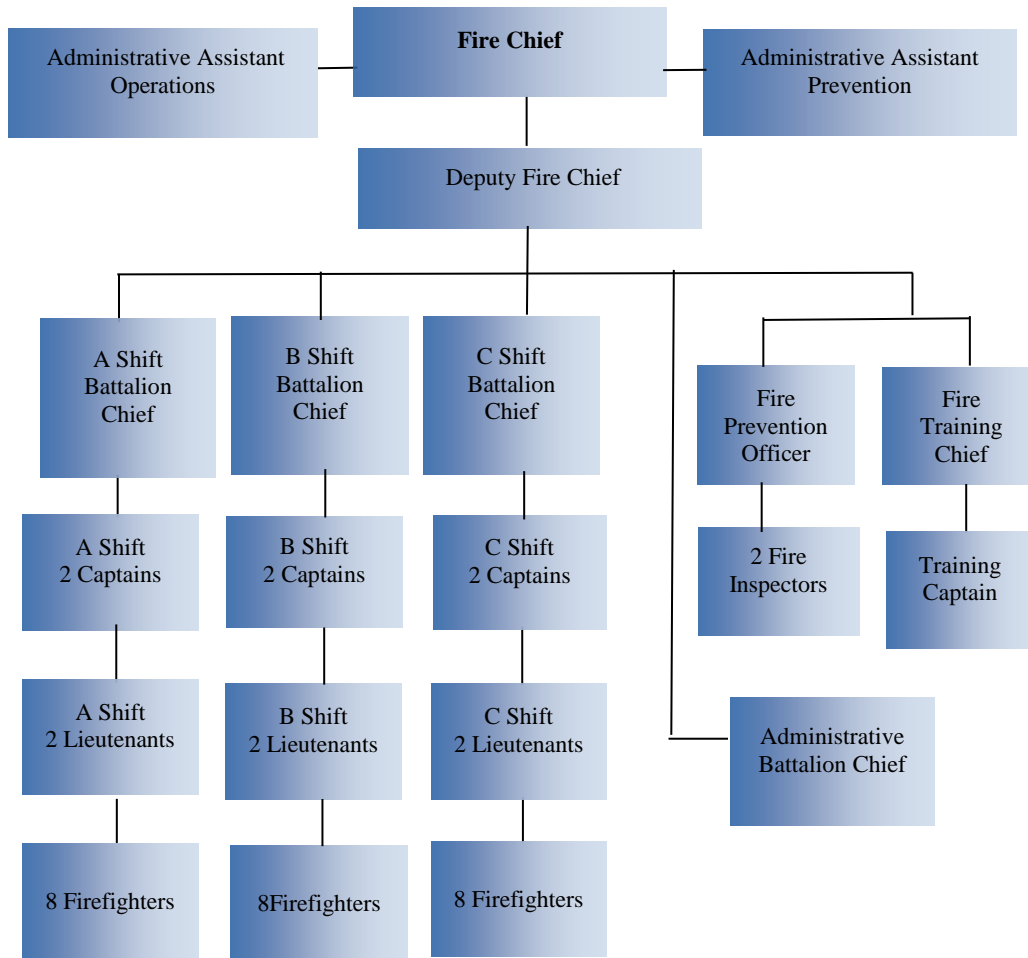 Fire Chief
Administrative Assistant
Operations
Administrative Assistant
Prevention
Deputy Fire Chief
A Shift
Battalion
Chief
B Shift
Battalion
Chief
C Shift
Battalion
Chief
Fire
Prevention
Officer
Fire
Training
Chief
A Shift
2 Captains
B Shift
2 Captains
C Shift
2 Captains
2 Fire
Inspectors
Training
Captain
A Shift
2 Lieutenants
B Shift
2 Lieutenants
C Shift
2 Lieutenants
Administrative
Battalion Chief
8 Firefighters
8Firefighters
8 Firefighters